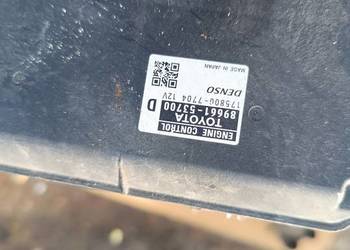 ENGINE CONTROL
TOYOTA
89661-53700 D
175800-7704 12V
DENSO
MADE IN JAPAN